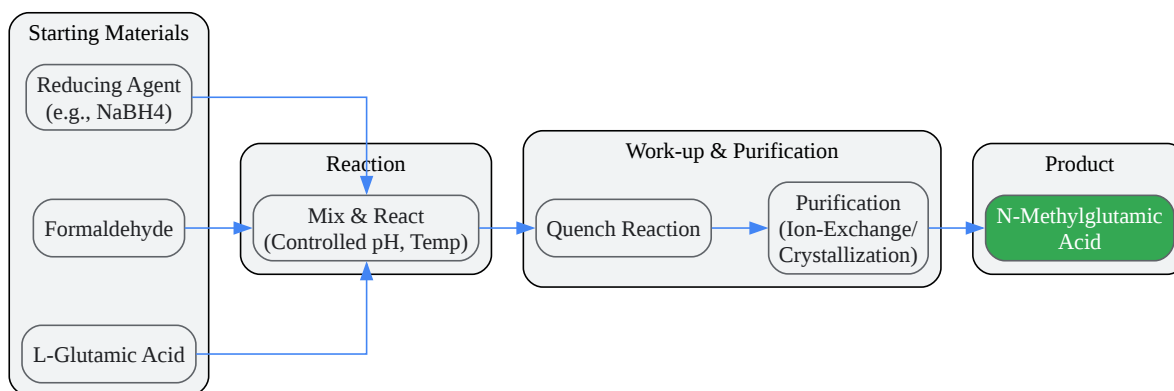 Starting Materials
Reducing Agent
(e.g., NaBH4)
Formaldehyde
L-Glutamic Acid
Reaction
Mix & React
(Controlled pH, Temp)
Work-up & Purification
Quench Reaction
Purification
(Ion-Exchange/
Crystallization)
Product
N-Methylglutamic
Acid